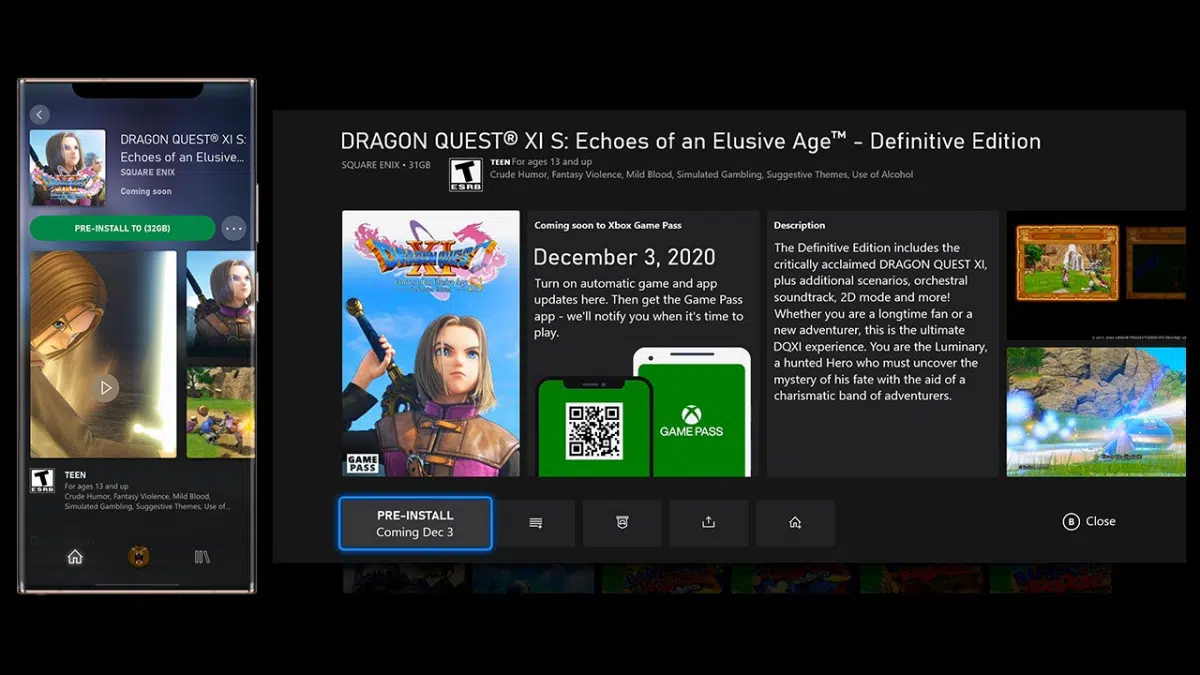 DRAGON QUEST® XI S:
Echoes of an Elusive...
SQUARE ENIX
Coming soon
PRE-INSTALL TO (32GB)
TEEN
For ages 13 and up
Crude Humor, Fantasy Violence, Mild Blood,
Simulated Gambling, Suggestive Themes, Use of...
T
ESRB
DRAGON QUEST® XI S: Echoes of an Elusive Age™ - Definitive Edition
SQUARE ENIX • 31GB
T
ESRB
TEEN For ages 13 and up
Crude Humor, Fantasy Violence, Mild Blood, Simulated Gambling, Suggestive Themes, Use of Alcohol
DRAGON QUEST
XI
Echoes of an Elusive Age
GAME
PASS
Coming soon to Xbox Game Pass
December 3, 2020
Turn on automatic game and app
updates here. Then get the Game Pass
app - we'll notify you when it's time to
play.
GAME PASS
Description
The Definitive Edition includes the
critically acclaimed DRAGON QUEST XI,
plus additional scenarios, orchestral
soundtrack, 2D mode and more!
Whether you are a longtime fan or a
new adventurer, this is the ultimate
DQXI experience. You are the Luminary,
a hunted Hero who must uncover the
mystery of his fate with the aid of a
charismatic band of adventurers.
PRE-INSTALL
Coming Dec 3
B Close